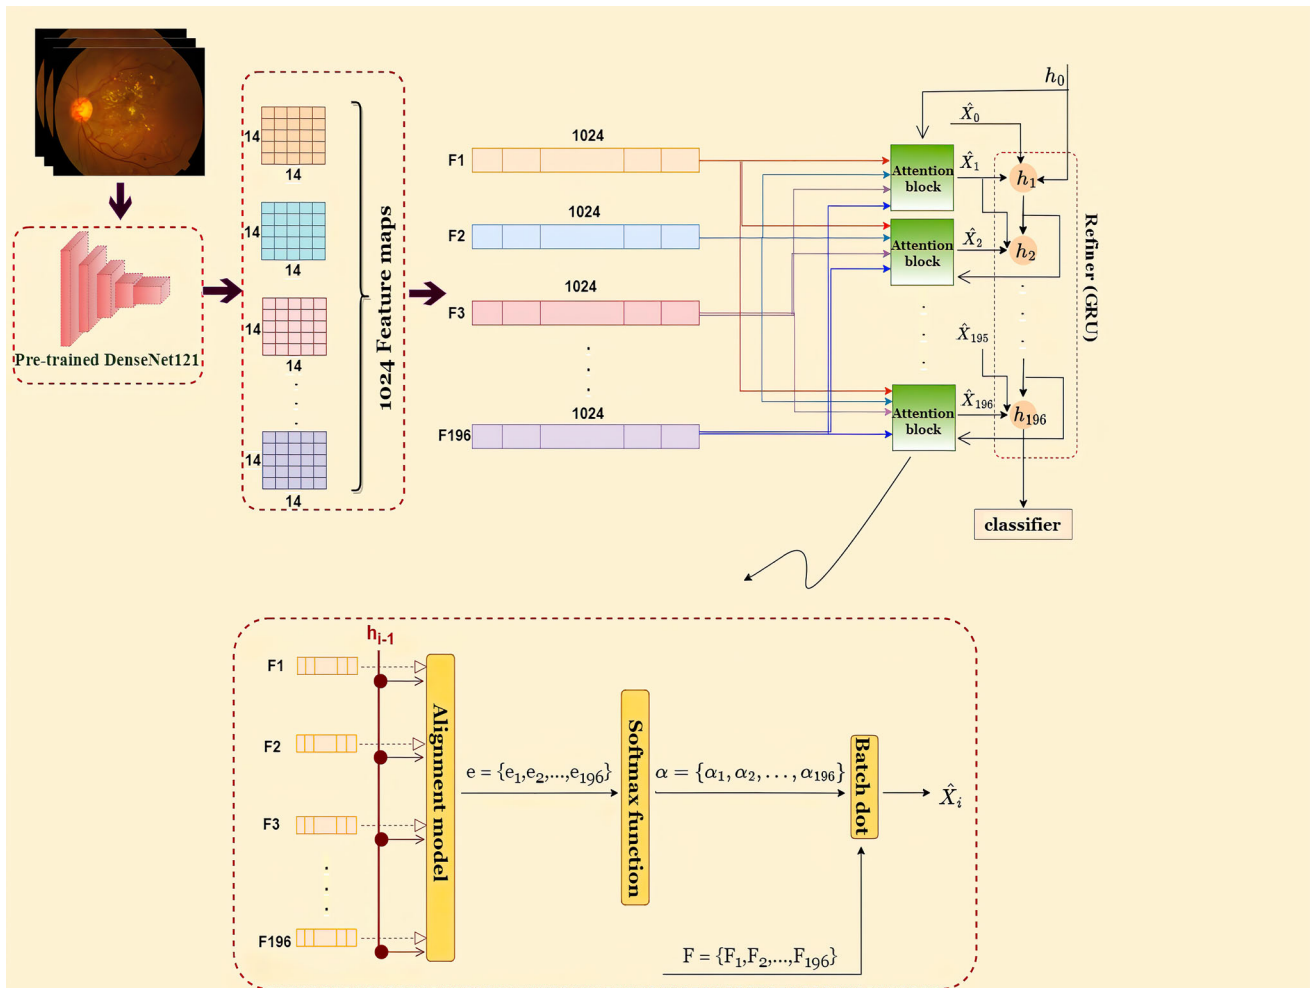 Pre-trained DenseNet121
14
14
14
14
14
14
14
14
1024 Feature maps
F1
1024
F2
1024
F3
1024
F196
1024
h₀
X̂₀
Attention
block
X̂₁
h₁
Attention
block
X̂₂
h₂
X̂₁₉₅
Attention
block
X̂₁₉₆
h₁₉₆
Refiner (GRU)
classifier
hᵢ₋₁
F1
F2
F3
F196
Alignment model
e = {e₁,e₂,...,e₁₉₆}
Softmax function
α = {α₁, α₂, . . . , α₁₉₆}
Batch dot
X̂ᵢ
F = {F₁,F₂,...,F₁₉₆}